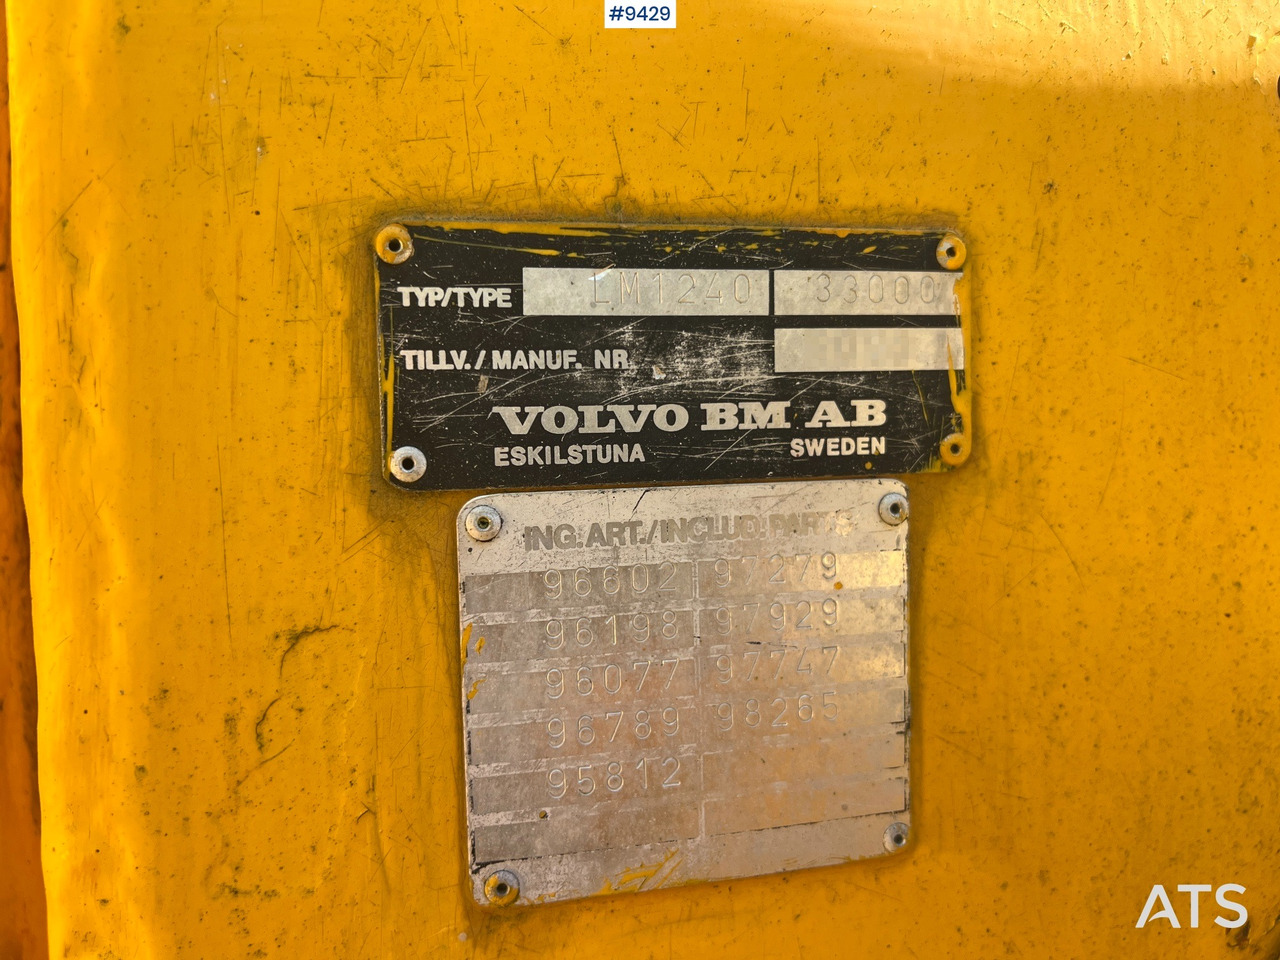 #9429
TYP/TYPE LM1240 33000
TILLV./MANUF. NR
VOLVO BM AB
ESKILSTUNA SWEDEN
ING.ART./INCLUD.PARTS
96602 97279
96198 97929
96077 97747
96789 98265
95812
ATS